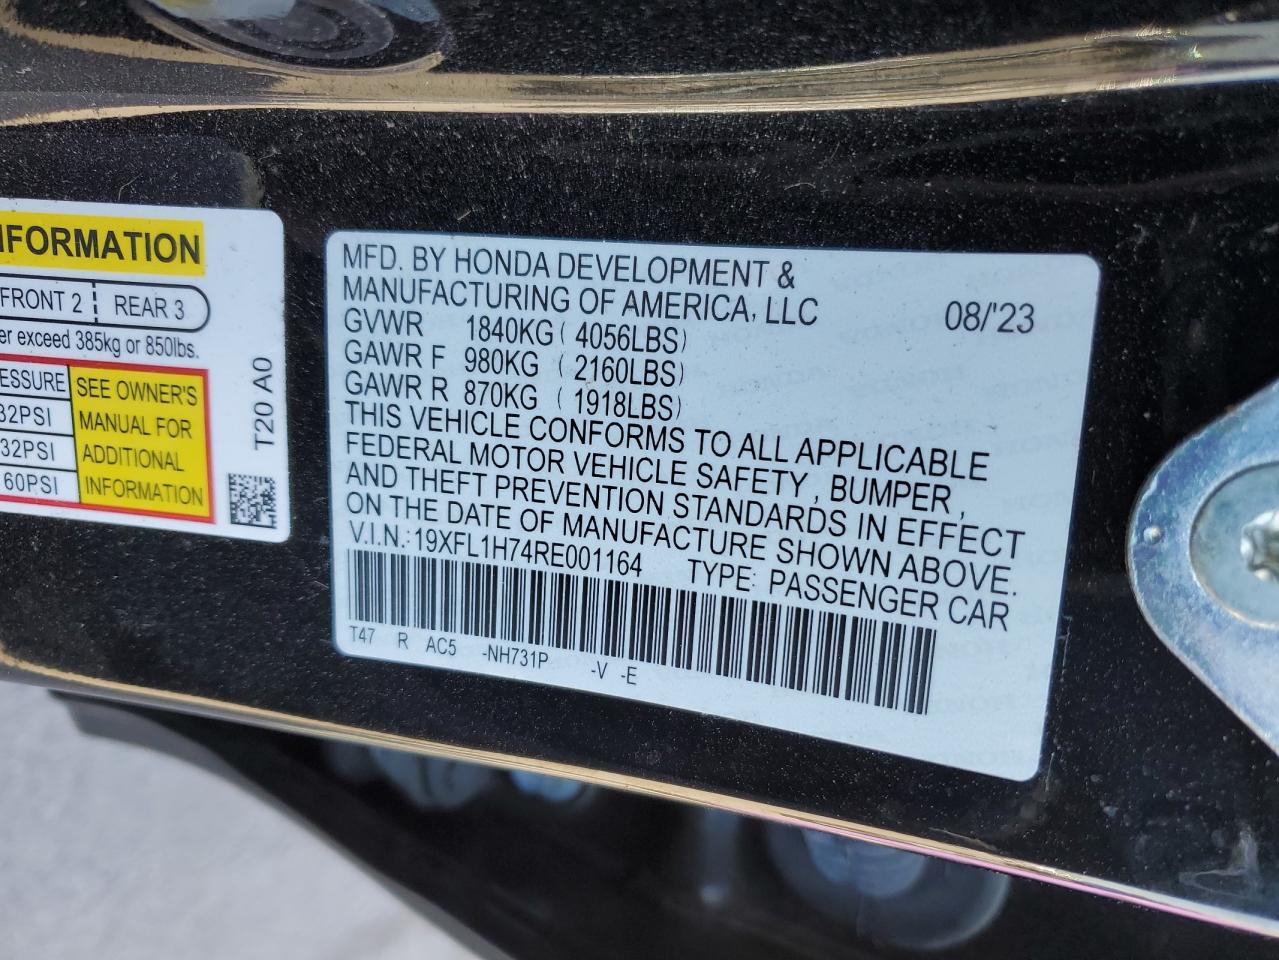 NFORMATION
FRONT 2 REAR 3
er exceed 385kg or 850lbs.
ESSURE
32PSI
32PSI
60PSI
SEE OWNER'S
MANUAL FOR
ADDITIONAL
INFORMATION
T20 A0
MFD. BY HONDA DEVELOPMENT &
MANUFACTURING OF AMERICA, LLC 08/'23
GVWR 1840KG ( 4056LBS)
GAWR F 980KG ( 2160LBS)
GAWR R 870KG ( 1918LBS)
THIS VEHICLE CONFORMS TO ALL APPLICABLE
FEDERAL MOTOR VEHICLE SAFETY , BUMPER ,
AND THEFT PREVENTION STANDARDS IN EFFECT
ON THE DATE OF MANUFACTURE SHOWN ABOVE.
V.I.N.:19XFL1H74RE001164 TYPE: PASSENGER CAR
T47 R AC5 -NH731P -V -E